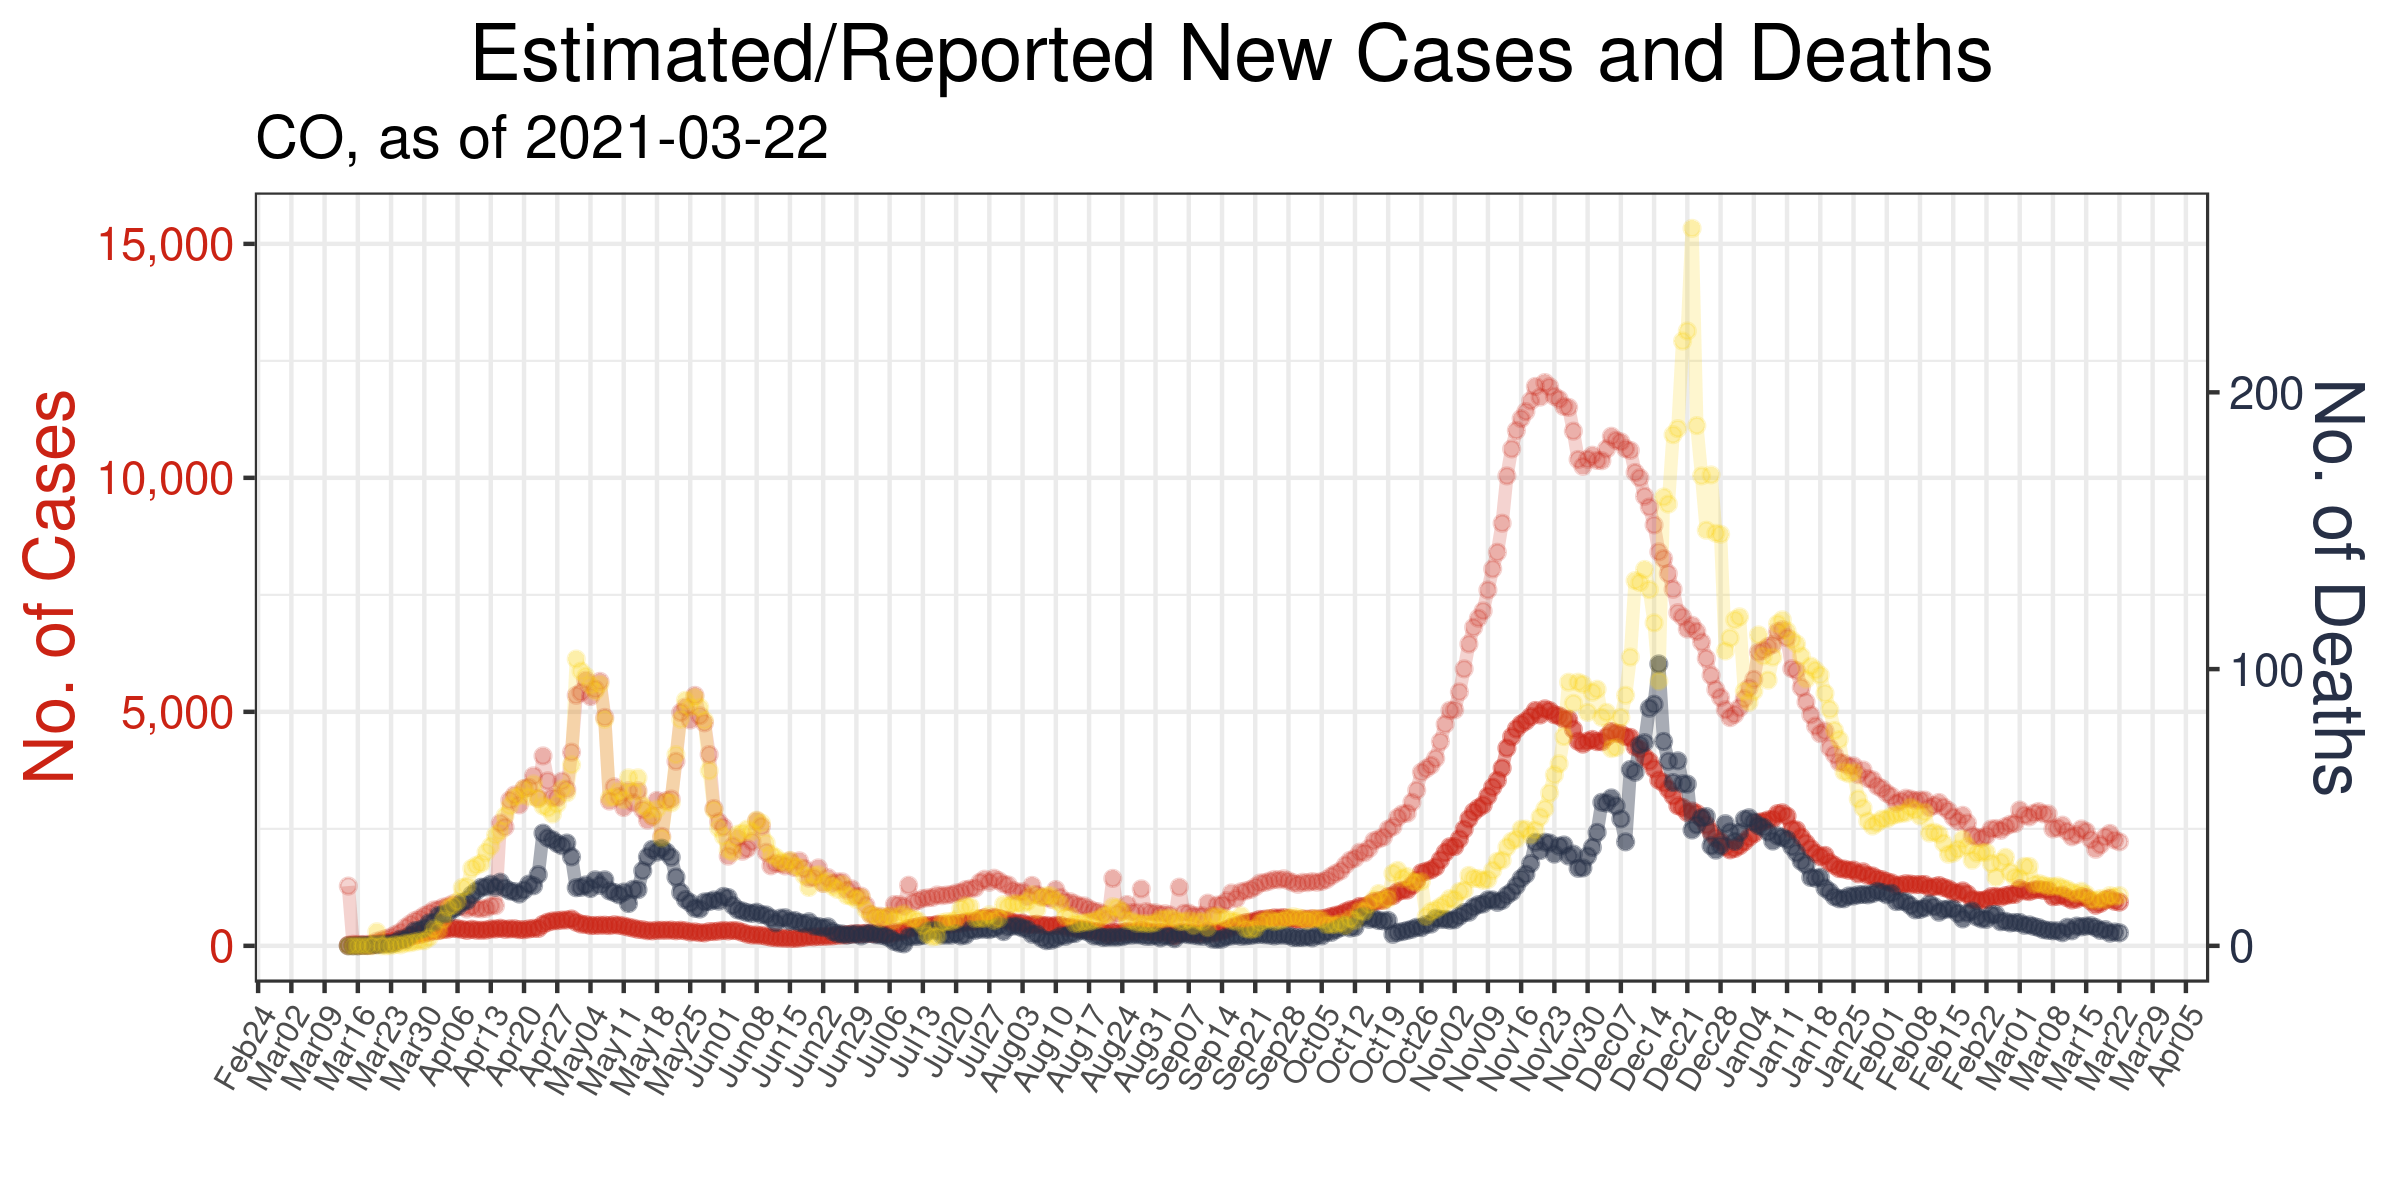 Estimated/Reported New Cases and Deaths
CO, as of 2021-03-22
No. of Cases
15,000
10,000
5,000
0
200
100
0
No. of Deaths
Feb24
Mar02
Mar09
Mar16
Mar23
Mar30
Apr06
Apr13
Apr20
Apr27
May04
May11
May18
May25
Jun01
Jun08
Jun15
Jun22
Jun29
Jul06
Jul13
Jul20
Jul27
Aug03
Aug10
Aug17
Aug24
Aug31
Sep07
Sep14
Sep21
Sep28
Oct05
Oct12
Oct19
Oct26
Nov02
Nov09
Nov16
Nov23
Nov30
Dec07
Dec14
Dec21
Dec28
Jan04
Jan11
Jan18
Jan25
Feb01
Feb08
Feb15
Feb22
Mar01
Mar08
Mar15
Mar22
Mar29
Apr05